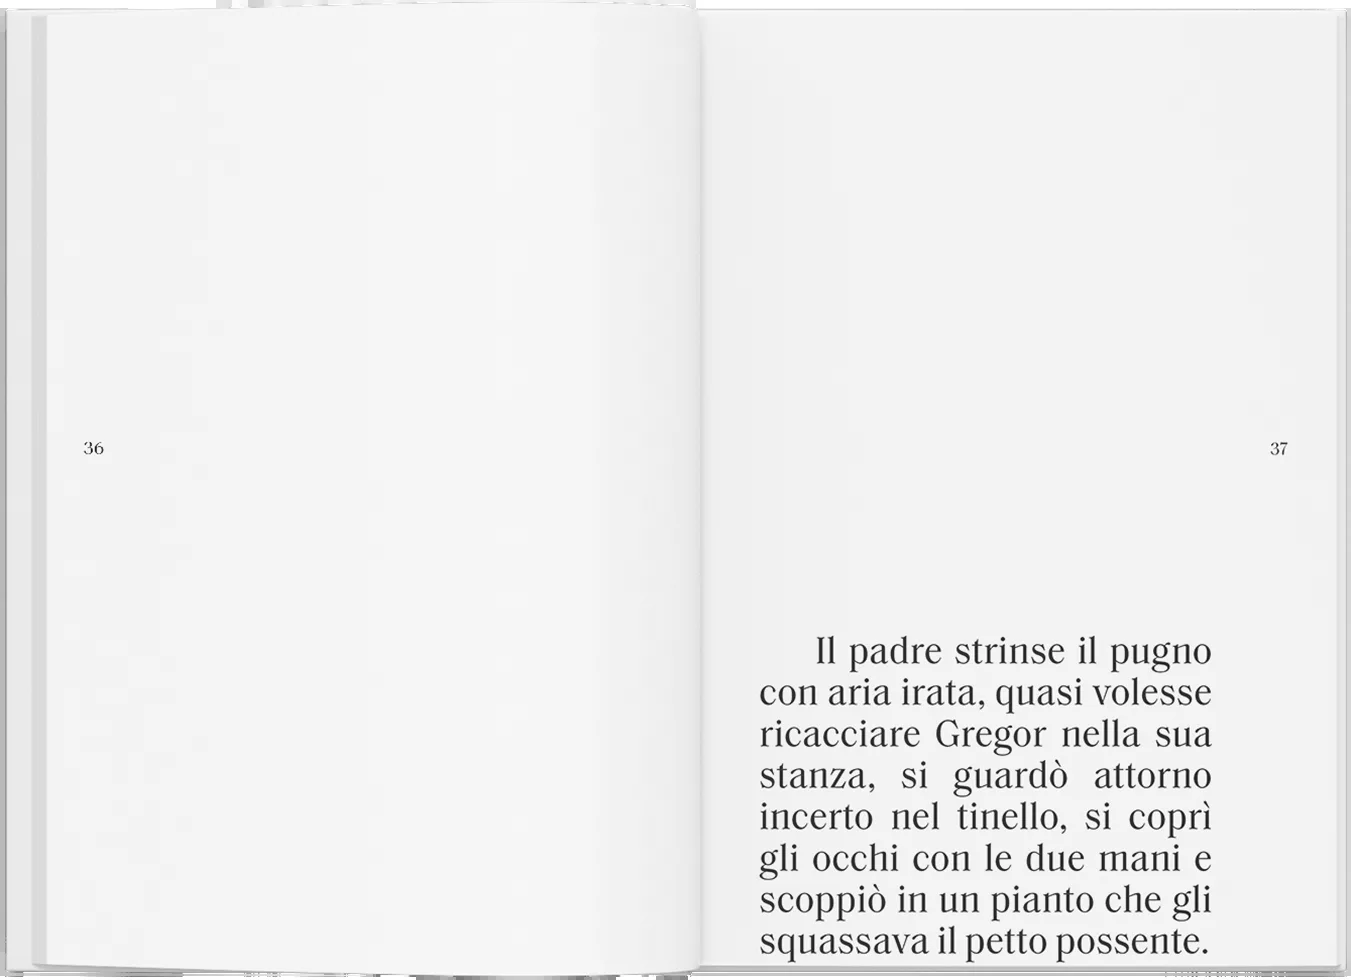 36
37
Il padre strinse il pugno
con aria irata, quasi volesse
ricacciare Gregor nella sua
stanza, si guardò attorno
incerto nel tinello, si coprì
gli occhi con le due mani e
scoppiò in un pianto che gli
squassava il petto possente.